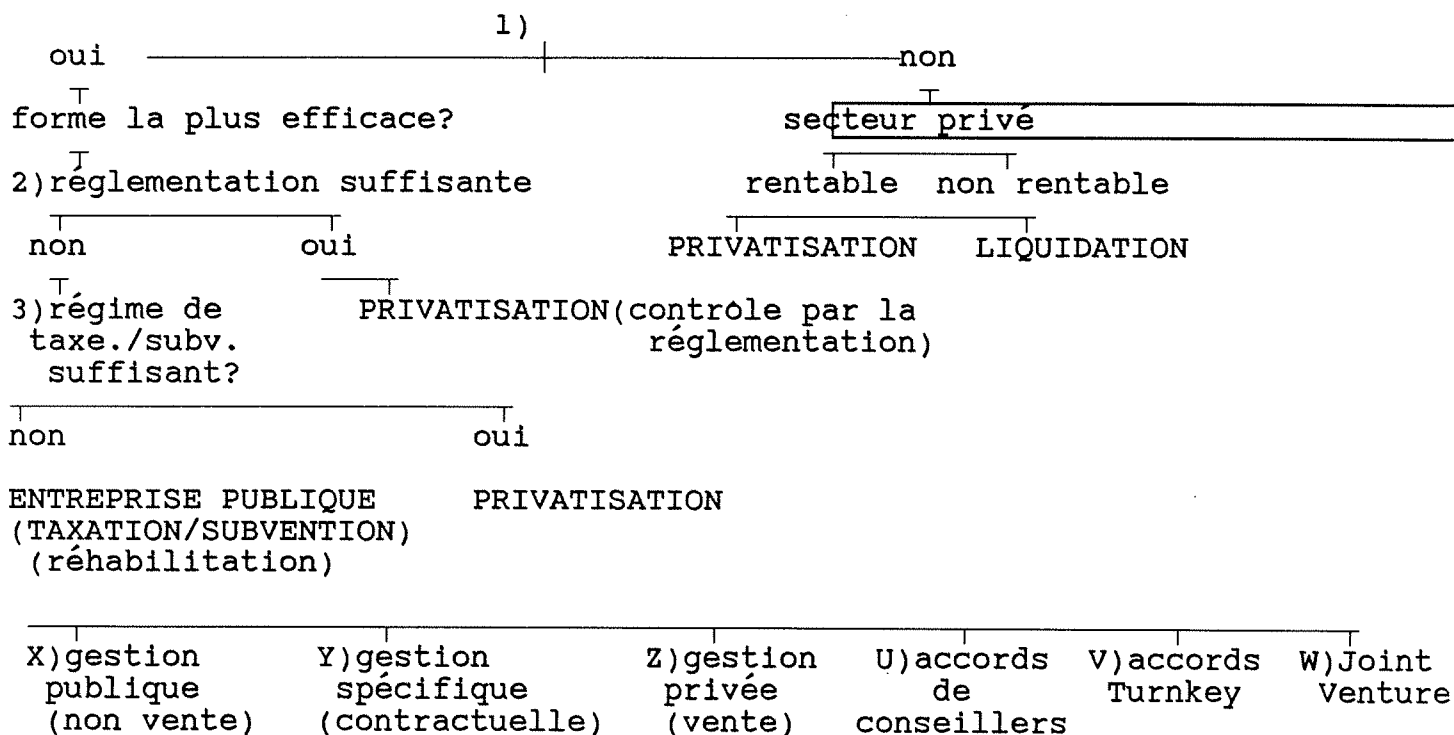 1)
oui non
forme la plus efficace? secteur privé
2)réglementation suffisante rentable non rentable
non oui PRIVATISATION LIQUIDATION
3)régime de PRIVATISATION(contrôle par la
taxe./subv. réglementation)
suffisant?
non oui
ENTREPRISE PUBLIQUE PRIVATISATION
(TAXATION/SUBVENTION)
(réhabilitation)
X)gestion Y)gestion Z)gestion U)accords V)accords W)Joint
publique spécifique privée de Turnkey Venture
(non vente) (contractuelle) (vente) conseillers